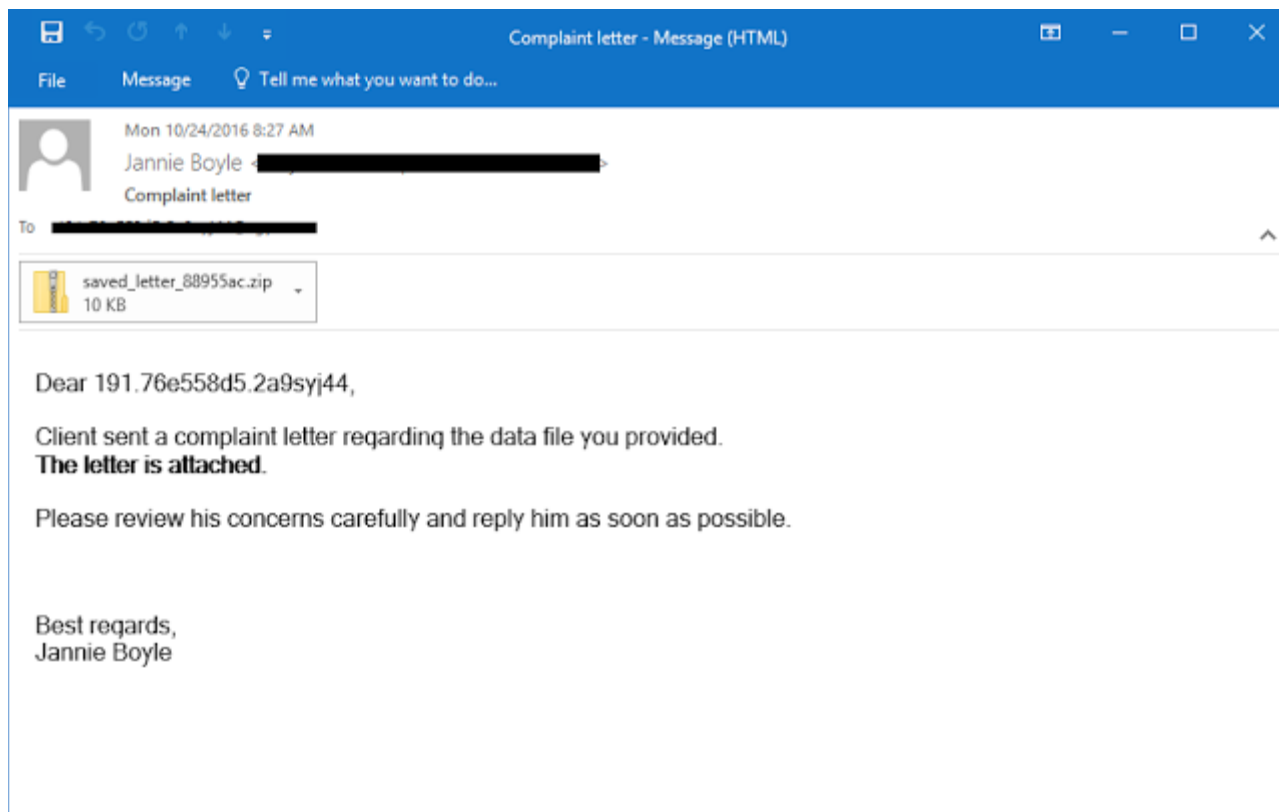 Complaint letter - Message (HTML)
File Message Tell me what you want to do...
Mon 10/24/2016 8:27 AM
Jannie Boyle < >
Complaint letter
To
saved_letter_88955ac.zip
10 KB
Dear 191.76e558d5.2a9syj44,
Client sent a complaint letter regarding the data file you provided.
The letter is attached.
Please review his concerns carefully and reply him as soon as possible.
Best regards,
Jannie Boyle